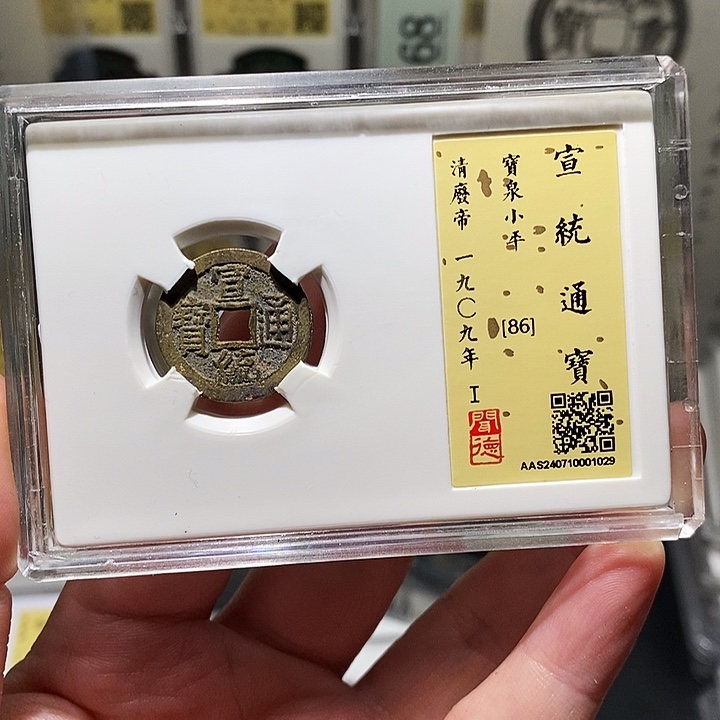 宣統通寶
寶泉小平
[86]
清廢帝 一九〇九年 I
聞德
AAS240710001029
宣統通寶
68